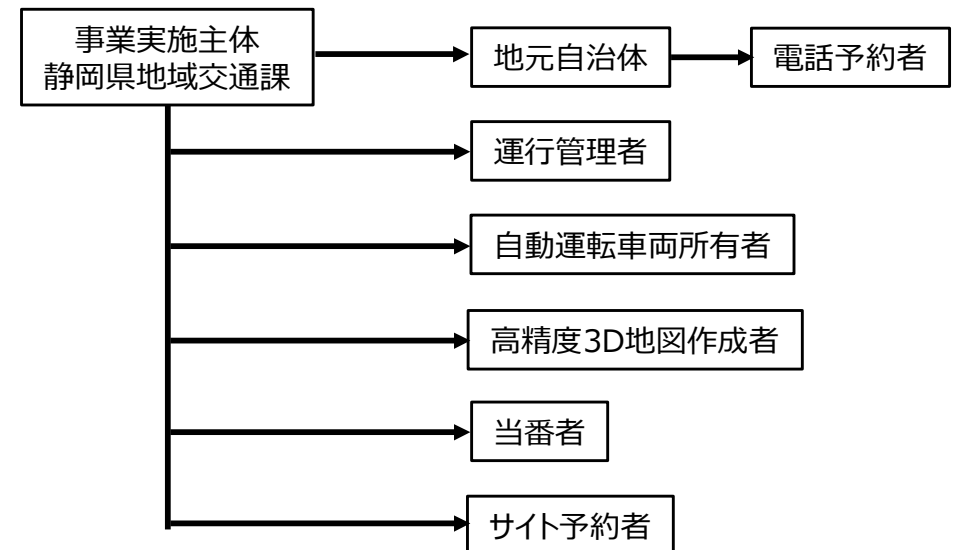 事業実施主体
静岡県地域交通課
地元自治体
電話予約者
運行管理者
自動運転車両所有者
高精度3D地図作成者
当番者
サイト予約者